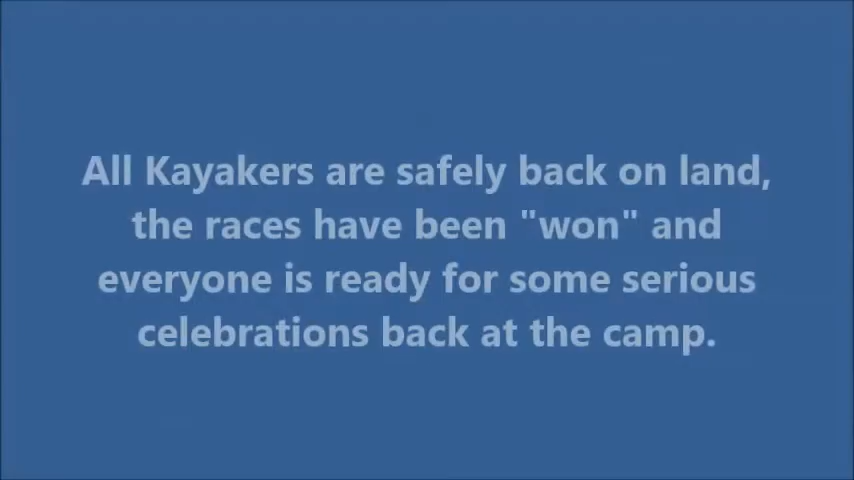 All Kayakers are safely back on land,
the races have been "won" and
everyone is ready for some serious
celebrations back at the camp.